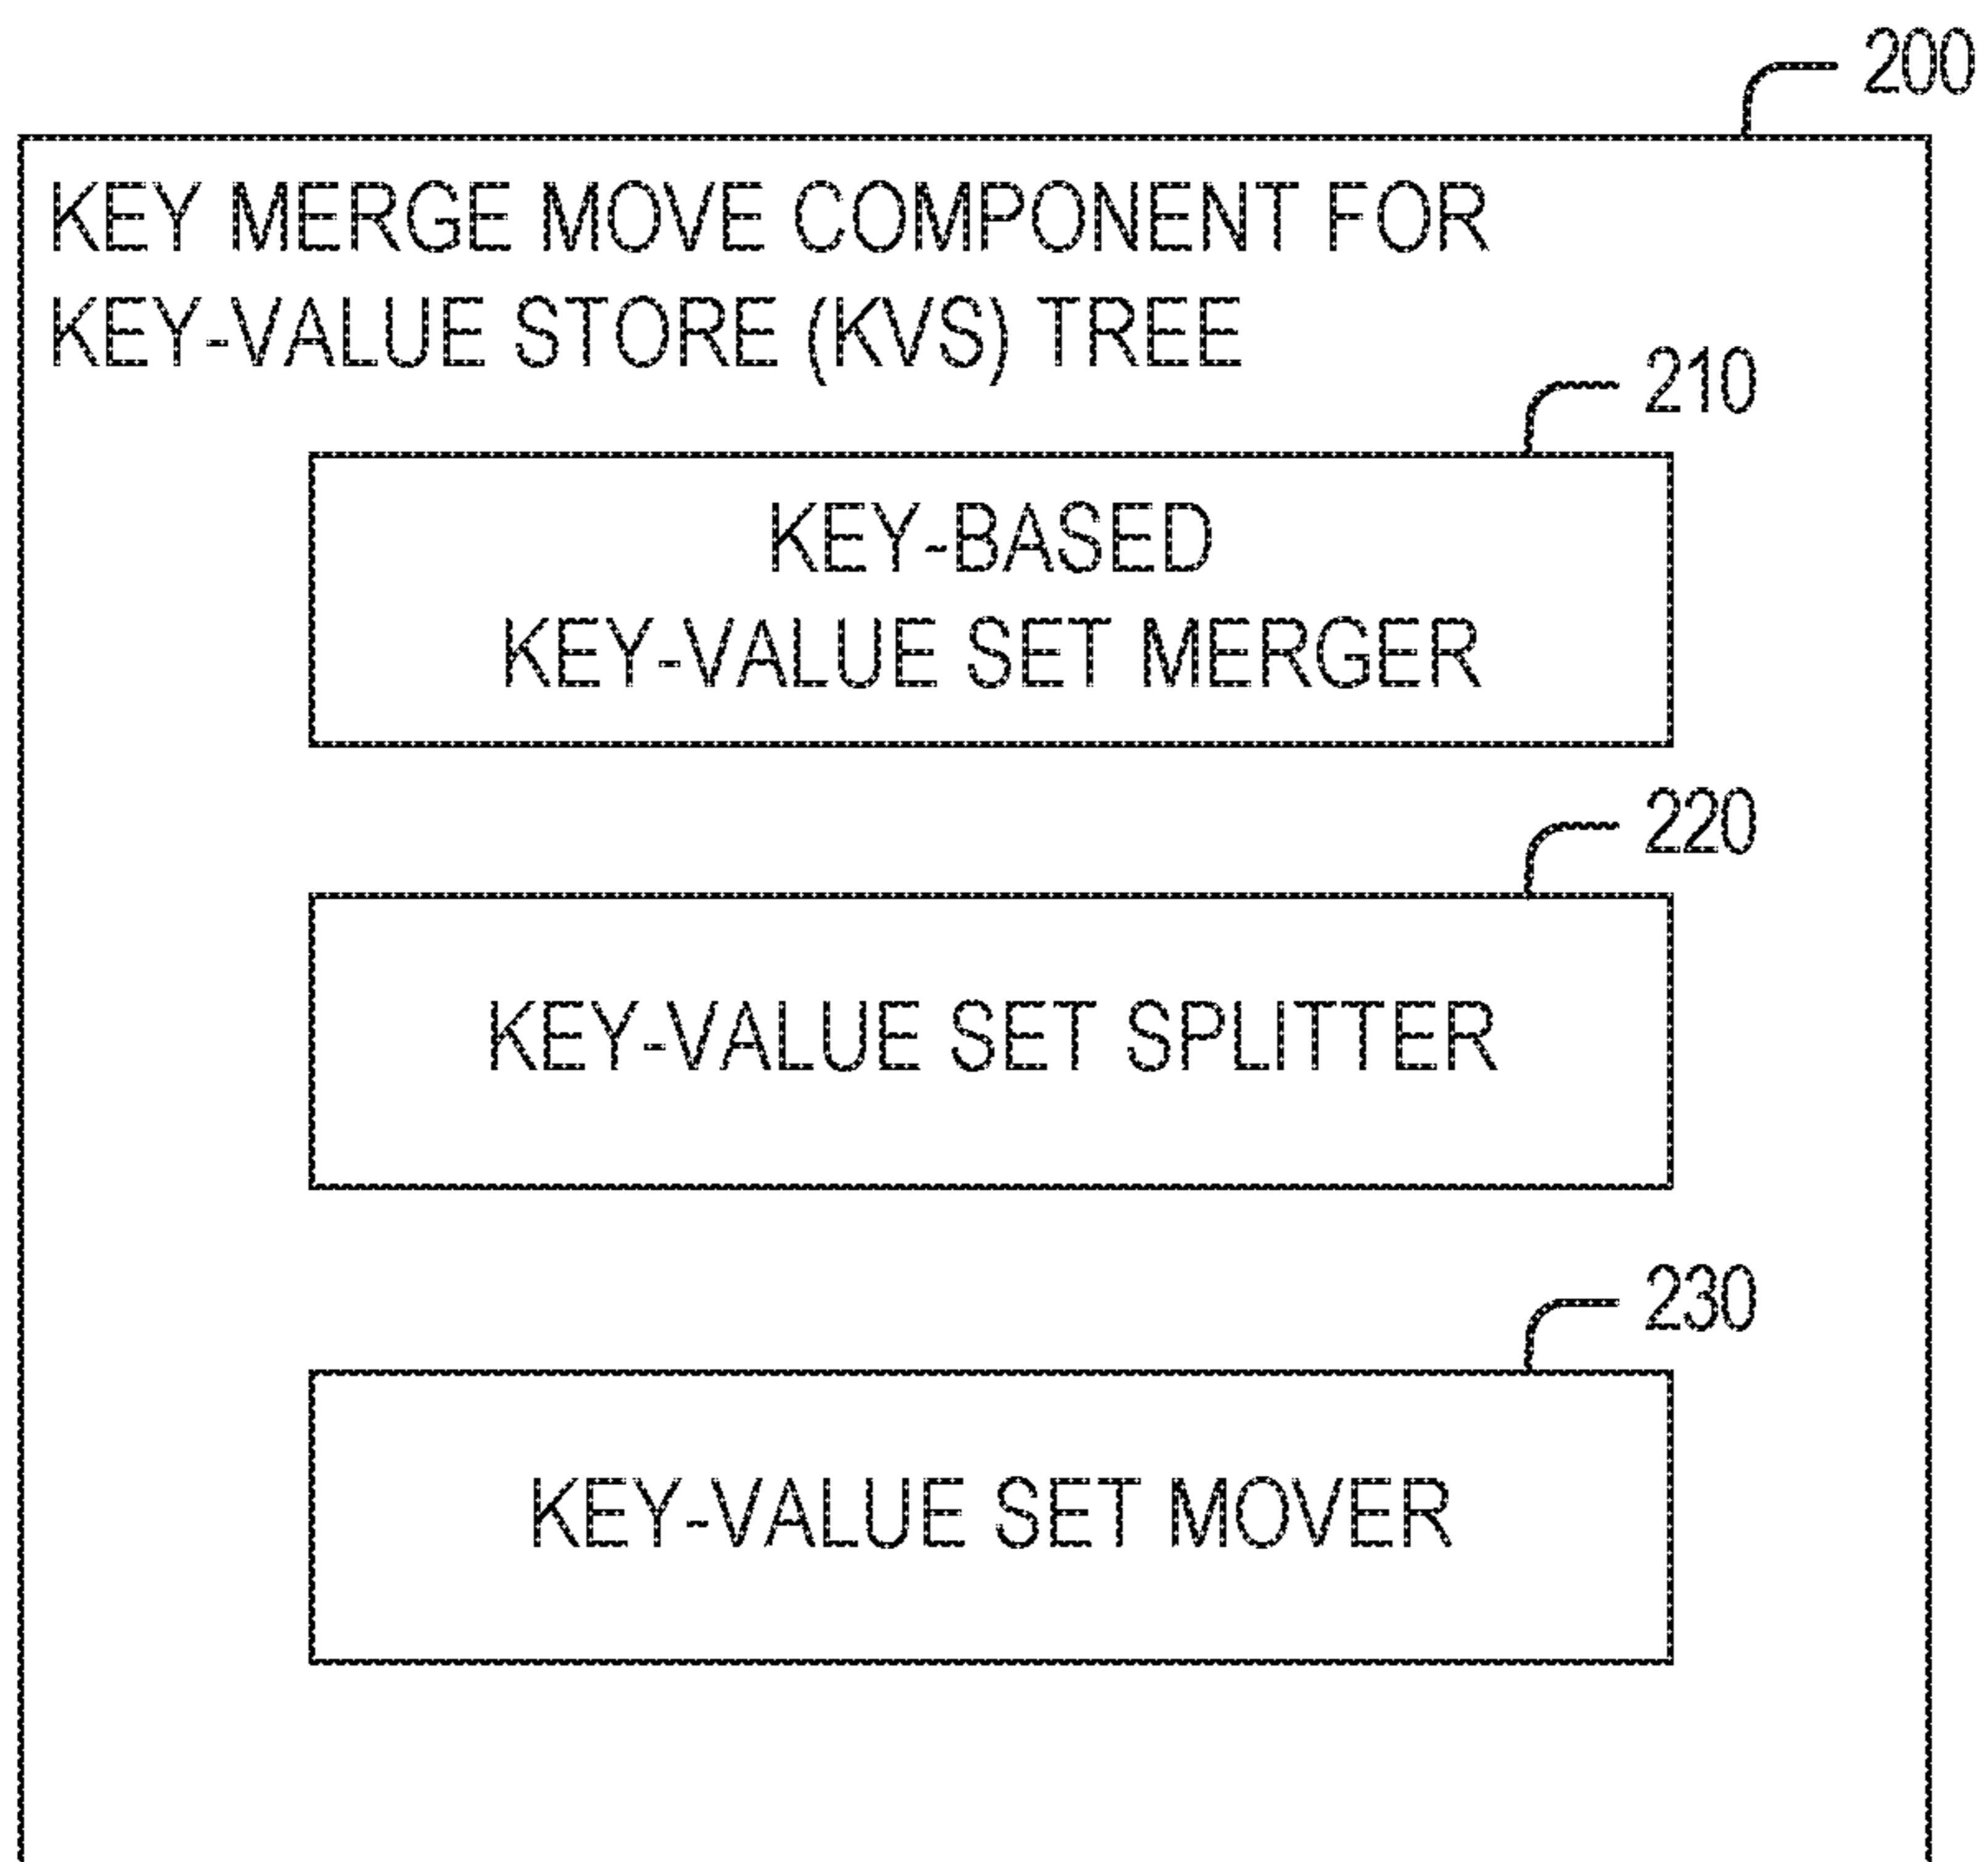 200
KEY MERGE MOVE COMPONENT FOR
KEY-VALUE STORE (KVS) TREE
210
KEY-BASED
KEY-VALUE SET MERGER
220
KEY-VALUE SET SPLITTER
230
KEY-VALUE SET MOVER